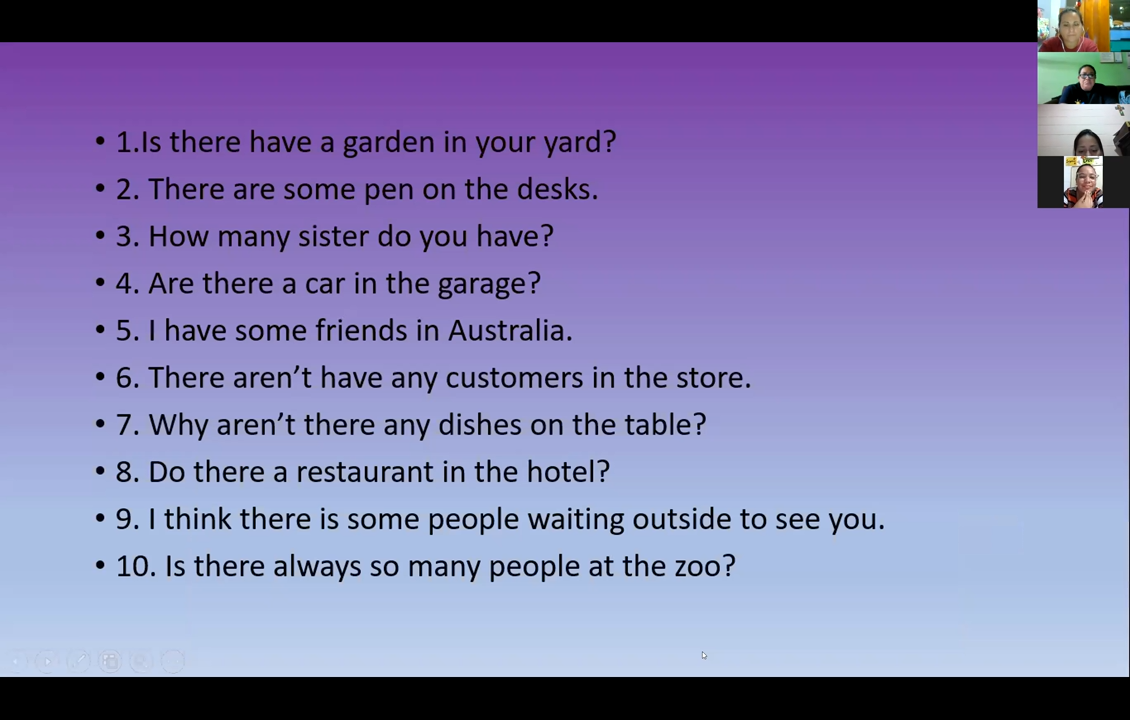 • 1.Is there have a garden in your yard?
• 2. There are some pen on the desks.
• 3. How many sister do you have?
• 4. Are there a car in the garage?
• 5. I have some friends in Australia.
• 6. There aren’t have any customers in the store.
• 7. Why aren’t there any dishes on the table?
• 8. Do there a restaurant in the hotel?
• 9. I think there is some people waiting outside to see you.
• 10. Is there always so many people at the zoo?